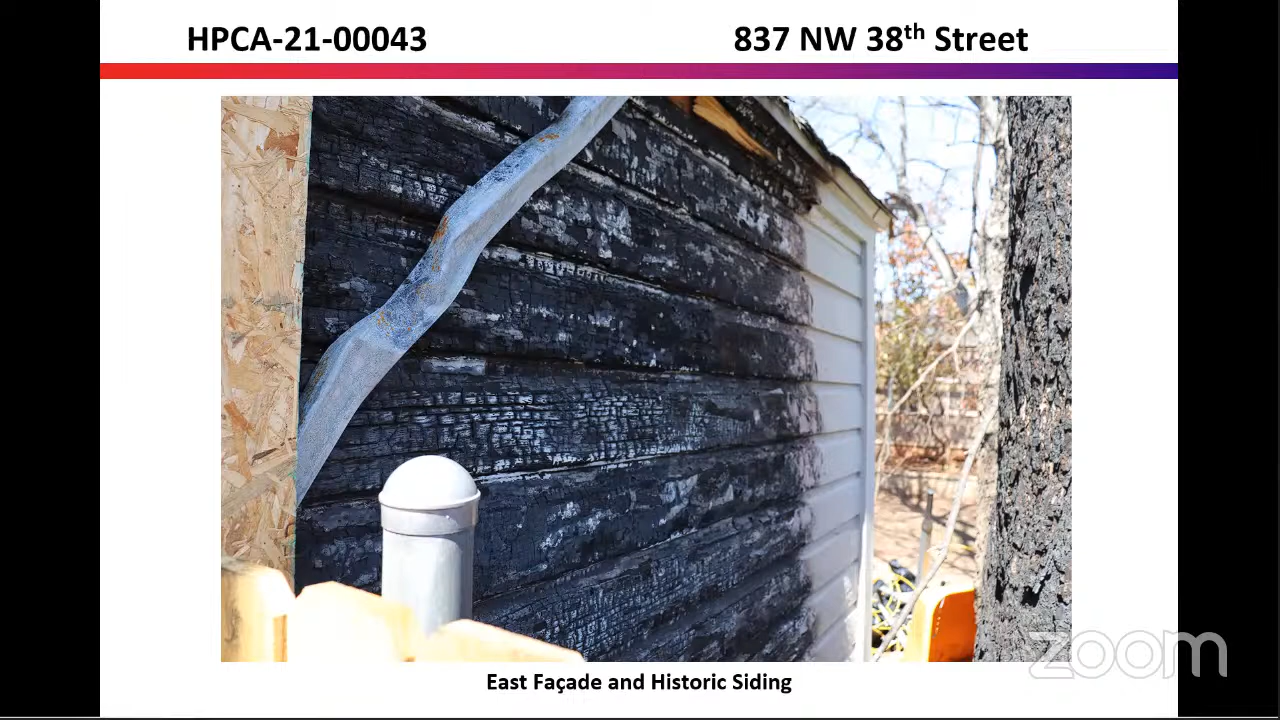 HPCA-21-00043 837 NW 38th Street
East Façade and Historic Siding
zoom